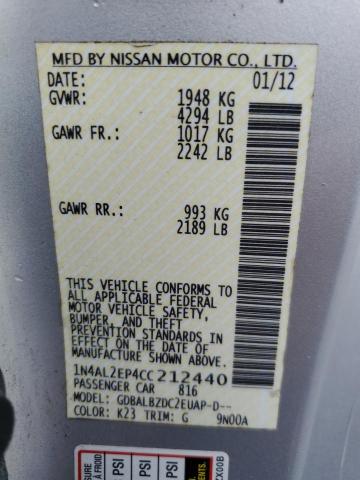 MFD BY NISSAN MOTOR CO., LTD.
DATE: 01/12
GVWR: 1948 KG
4294 LB
GAWR FR.: 1017 KG
2242 LB
GAWR RR.: 993 KG
2189 LB
THIS VEHICLE CONFORMS TO
ALL APPLICABLE FEDERAL
MOTOR VEHICLE SAFETY,
BUMPER, AND THEFT
PREVENTION STANDARDS IN
EFFECT ON THE DATE OF
MANUFACTURE SHOWN ABOVE.
1N4AL2EP4CC212440
PASSENGER CAR 816
MODEL: GDBALBZDC2EUAP-D--
COLOR: K23 TRIM: G 9N00A
À FROID
PSI
PSI
PSI
CX00B